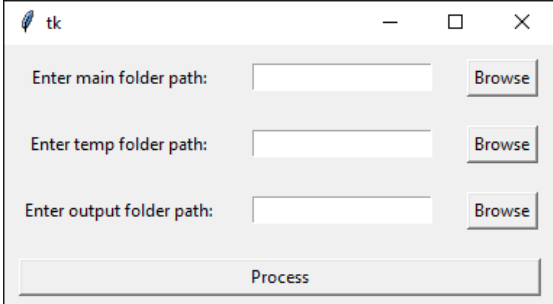 tk
Enter main folder path: Browse
Enter temp folder path: Browse
Enter output folder path: Browse
Process